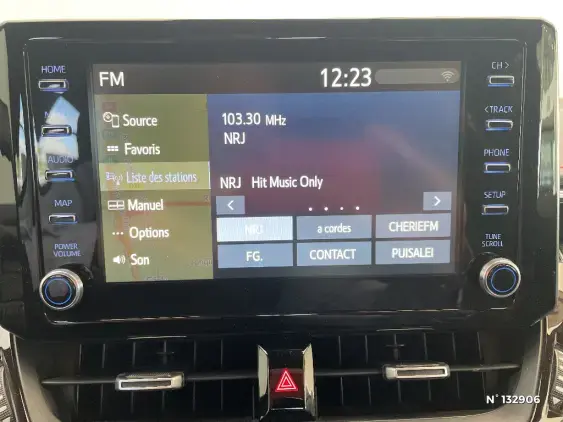 HOME
AUDIO
MAP
POWER
VOLUME
FM
12:23
Source
Favoris
Liste des stations
Manuel
Options
Son
103.30 MHz
NRJ
NRJ Hit Music Only
< >
NRJ
a cordes
CHERIEFM
FG.
CONTACT
PUISALEI
CH >
< TRACK
PHONE
SETUP
TUNE
SCROLL
N° 132906